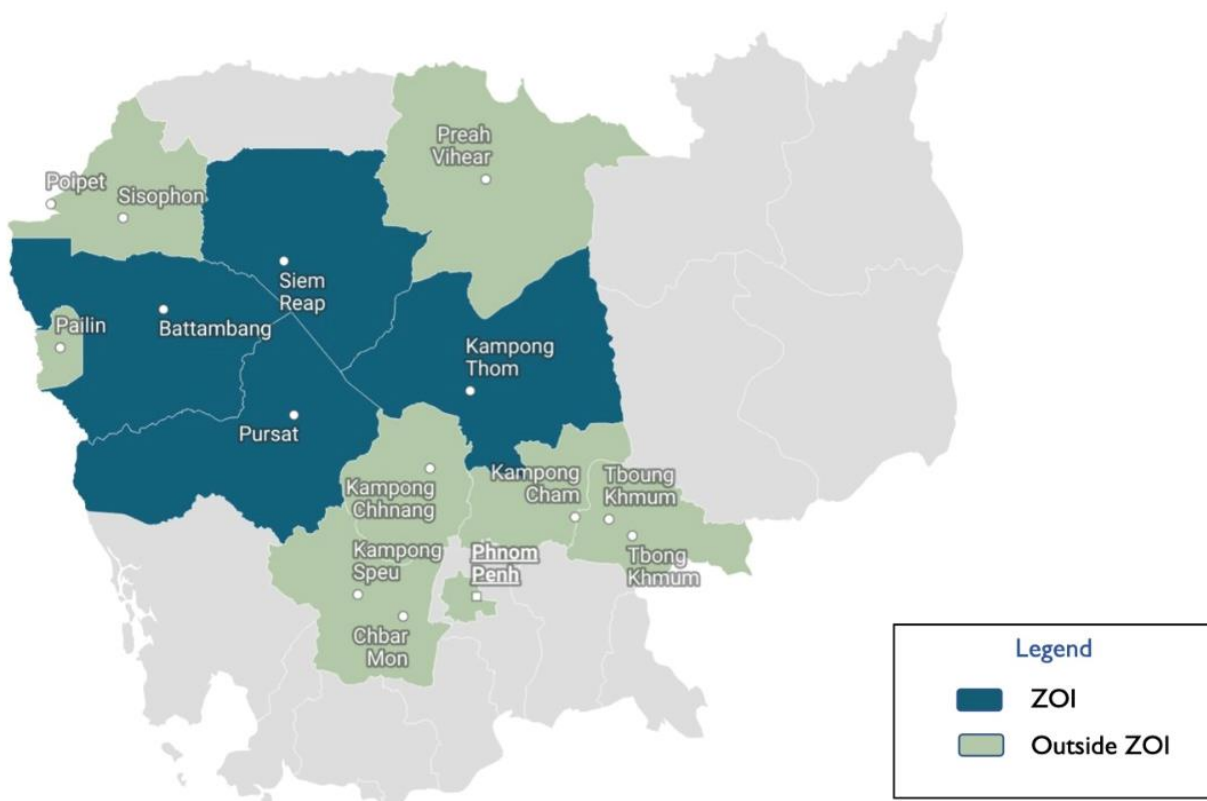 Preah
Vihear
Poipet
Sisophon
Siem
Reap
Pailin
Battambang
Kampong
Thom
Pursat
Kampong
Cham
Tboung
Khmum
Kampong
Chhnang
Kampong
Speu
Phnom
Penh
Tbong
Khmum
Chbar
Mon
Legend
ZOI
Outside ZOI